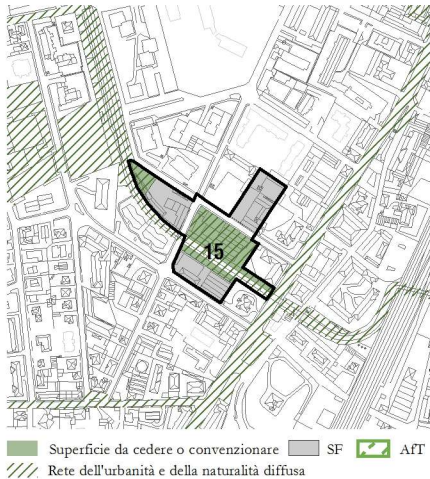 15
Superficie da cedere o convenzionare SF AfT
Rete dell'urbanità e della naturalità diffusa